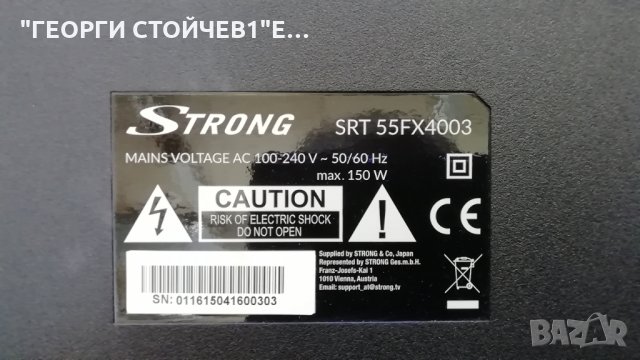 "ГЕОРГИ СТОЙЧЕВ1"Е...
STRONG
SRT 55FX4003
MAINS VOLTAGE AC 100-240 V ~ 50/60 Hz
max. 150 W
CAUTION
RISK OF ELECTRIC SHOCK
DO NOT OPEN
CE
Supplied by STRONG & Co, Japan
Represented by STRONG Ges.m.b.H.
Franz-Josefs-Kai 1
1010 Vienna, Austria
Email: support_at@strong.tv
SN: 011615041600303
BAZAR